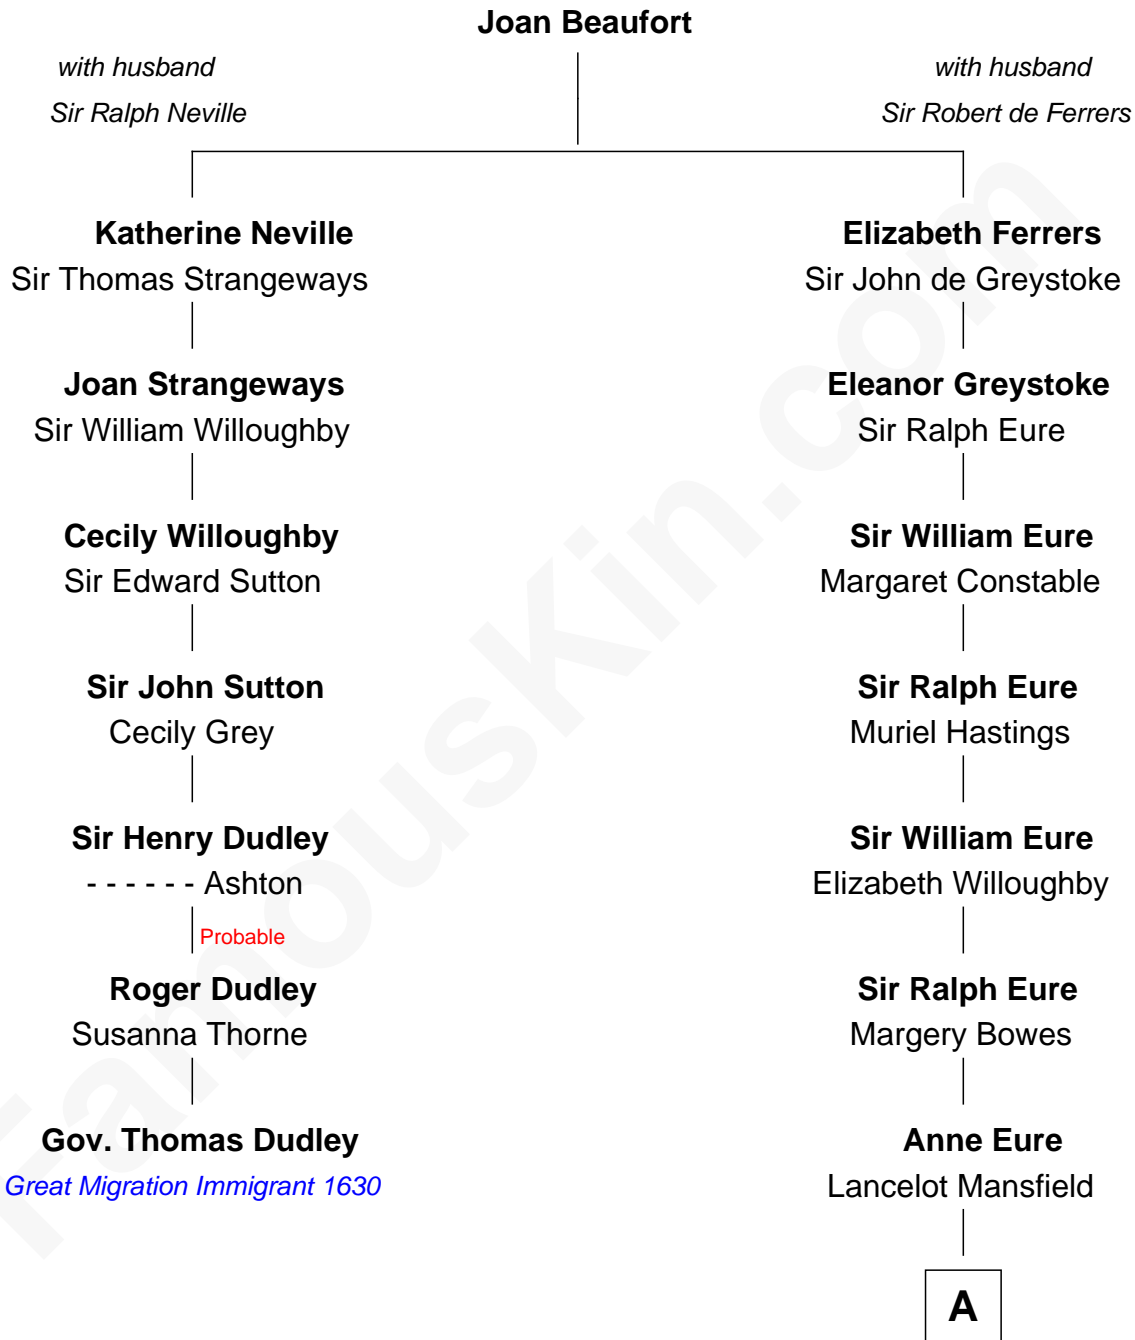 Joan Beaufort
with husband
Sir Ralph Neville
with husband
Sir Robert de Ferrers
Katherine Neville
Sir Thomas Strangeways
Joan Strangeways
Sir William Willoughby
Cecily Willoughby
Sir Edward Sutton
Sir John Sutton
Cecily Grey
Sir Henry Dudley
- - - - - - Ashton
Probable
Roger Dudley
Susanna Thorne
Gov. Thomas Dudley
Great Migration Immigrant 1630
Elizabeth Ferrers
Sir John de Greystoke
Eleanor Greystoke
Sir Ralph Eure
Sir William Eure
Margaret Constable
Sir Ralph Eure
Muriel Hastings
Sir William Eure
Elizabeth Willoughby
Sir Ralph Eure
Margery Bowes
Anne Eure
Lancelot Mansfield
A
FamousKin.com